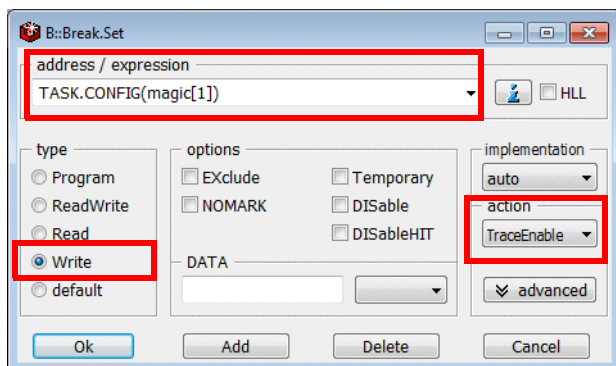 B::Break.Set
address / expression
TASK.CONFIG(magic[1])
i
HLL
type
Program
ReadWrite
Read
Write
default
options
EXclude
Temporary
NOMARK
DISable
DISableHIT
DATA
implementation
auto
action
TraceEnable
advanced
Ok
Add
Delete
Cancel